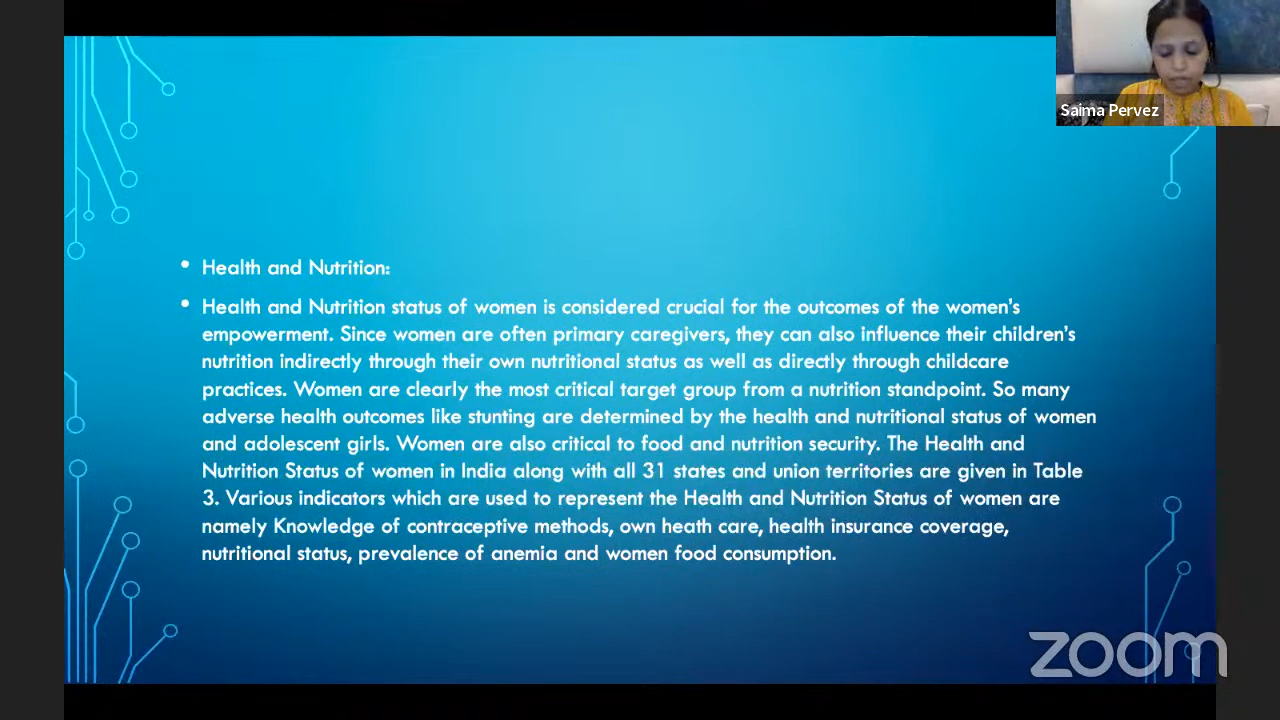 Saima Pervez
• Health and Nutrition:
• Health and Nutrition status of women is considered crucial for the outcomes of the women's
empowerment. Since women are often primary caregivers, they can also influence their children's
nutrition indirectly through their own nutritional status as well as directly through childcare
practices. Women are clearly the most critical target group from a nutrition standpoint. So many
adverse health outcomes like stunting are determined by the health and nutritional status of women
and adolescent girls. Women are also critical to food and nutrition security. The Health and
Nutrition Status of women in India along with all 31 states and union territories are given in Table
3. Various indicators which are used to represent the Health and Nutrition Status of women are
namely Knowledge of contraceptive methods, own heath care, health insurance coverage,
nutritional status, prevalence of anemia and women food consumption.
zoom